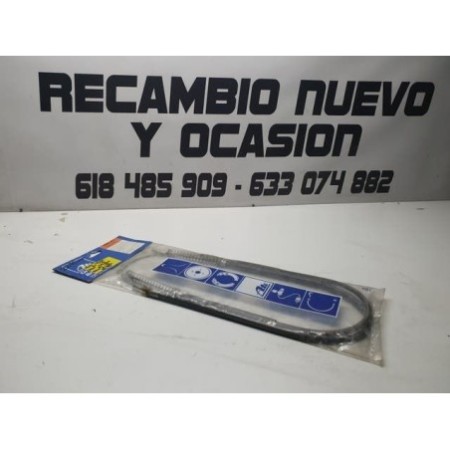 RECAMBIO NUEVO
Y OCASION
618 485 909 - 633 074 882